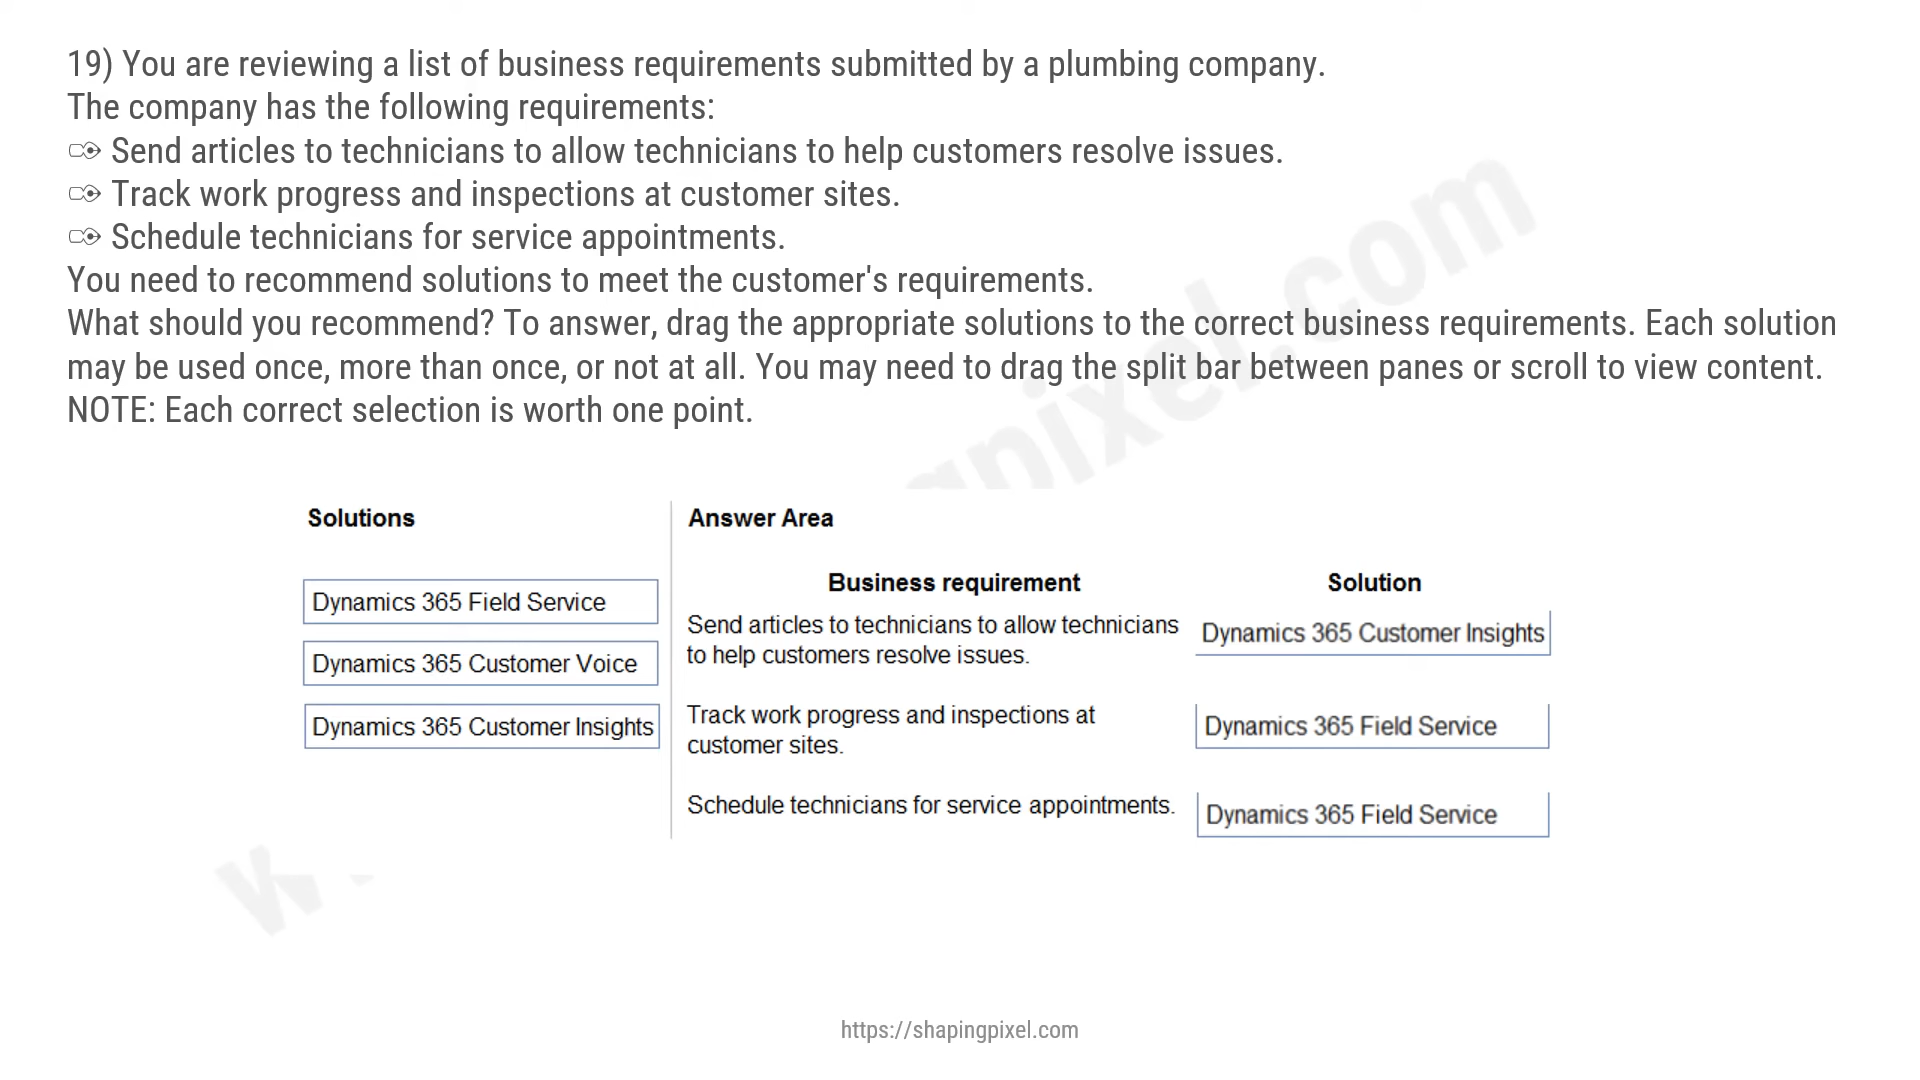 19) You are reviewing a list of business requirements submitted by a plumbing company.
The company has the following requirements:
Send articles to technicians to allow technicians to help customers resolve issues.
Track work progress and inspections at customer sites.
Schedule technicians for service appointments.
You need to recommend solutions to meet the customer's requirements.
What should you recommend? To answer, drag the appropriate solutions to the correct business requirements. Each solution
may be used once, more than once, or not at all. You may need to drag the split bar between panes or scroll to view content.
NOTE: Each correct selection is worth one point.
Solutions
Dynamics 365 Field Service
Dynamics 365 Customer Voice
Dynamics 365 Customer Insights
Answer Area
Business requirement
Solution
Send articles to technicians to allow technicians
to help customers resolve issues.
Dynamics 365 Customer Insights
Track work progress and inspections at
customer sites.
Dynamics 365 Field Service
Schedule technicians for service appointments.
Dynamics 365 Field Service
https://shapingpixel.com